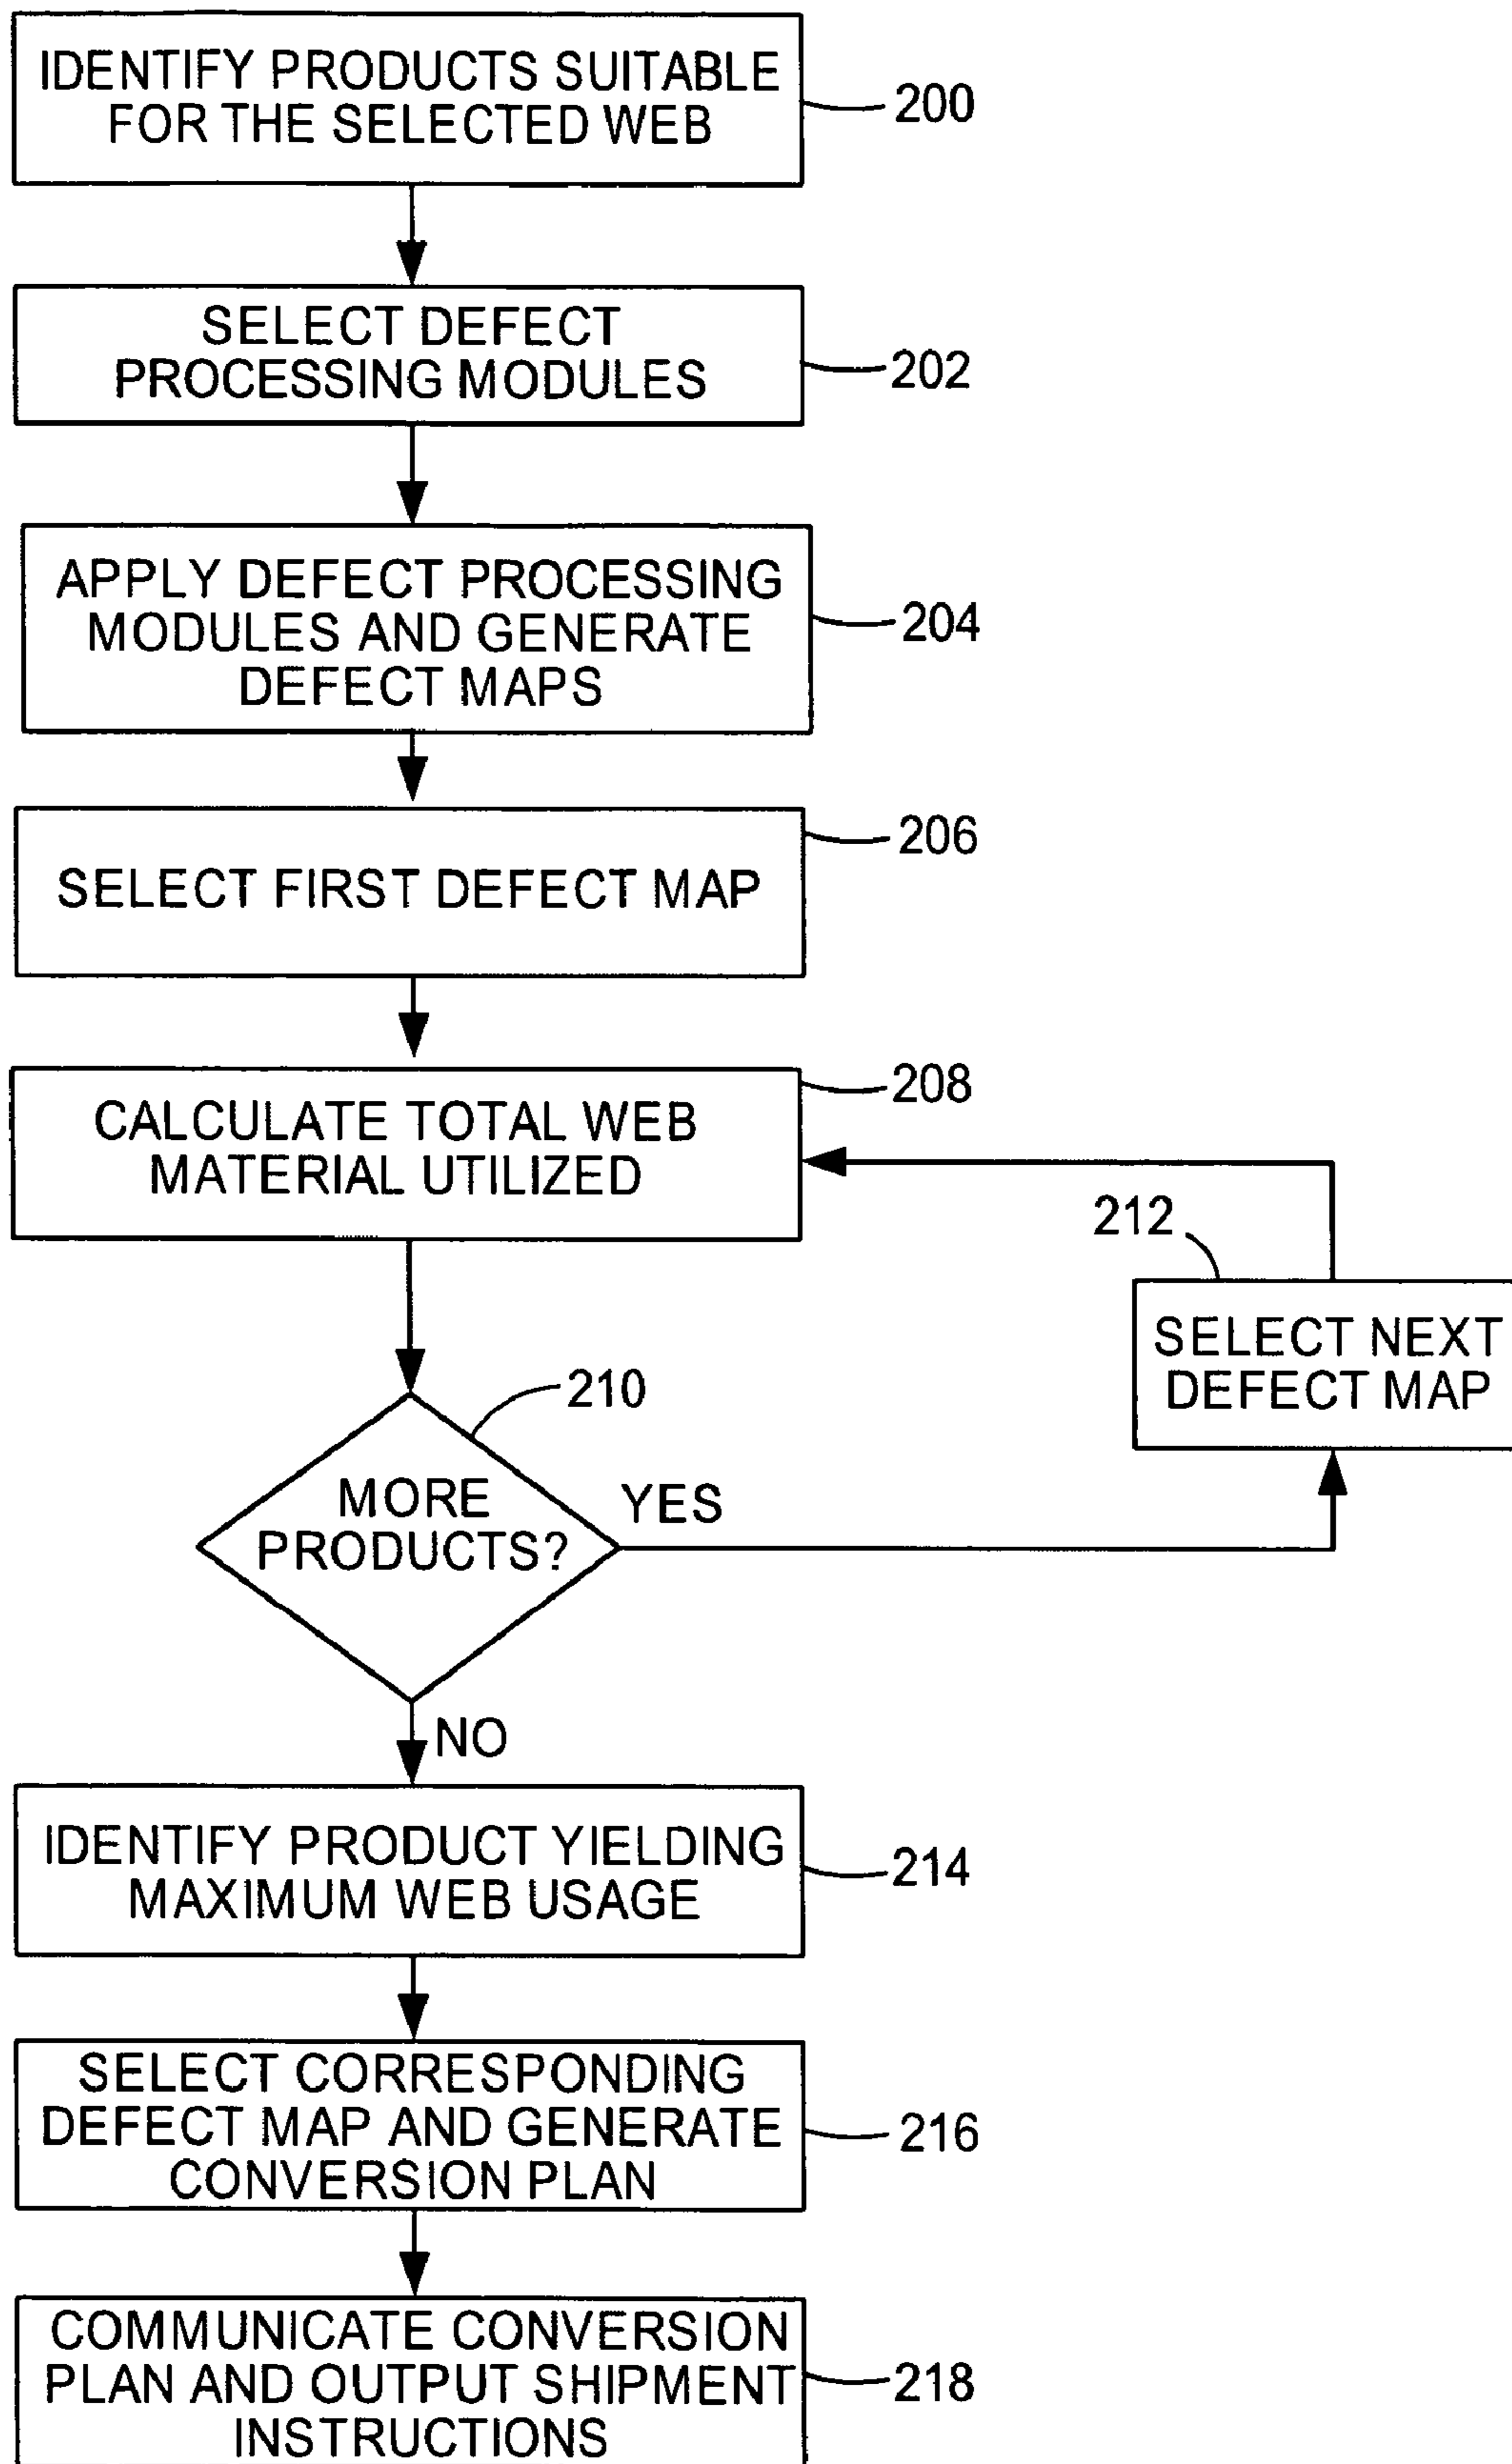 IDENTIFY PRODUCTS SUITABLE
FOR THE SELECTED WEB
200
SELECT DEFECT
PROCESSING MODULES
202
APPLY DEFECT PROCESSING
MODULES AND GENERATE
DEFECT MAPS
204
206
SELECT FIRST DEFECT MAP
208
CALCULATE TOTAL WEB
MATERIAL UTILIZED
212
SELECT NEXT
DEFECT MAP
210
MORE
PRODUCTS?
YES
NO
IDENTIFY PRODUCT YIELDING
MAXIMUM WEB USAGE
214
SELECT CORRESPONDING
DEFECT MAP AND GENERATE
CONVERSION PLAN
216
COMMUNICATE CONVERSION
PLAN AND OUTPUT SHIPMENT
INSTRUCTIONS
218